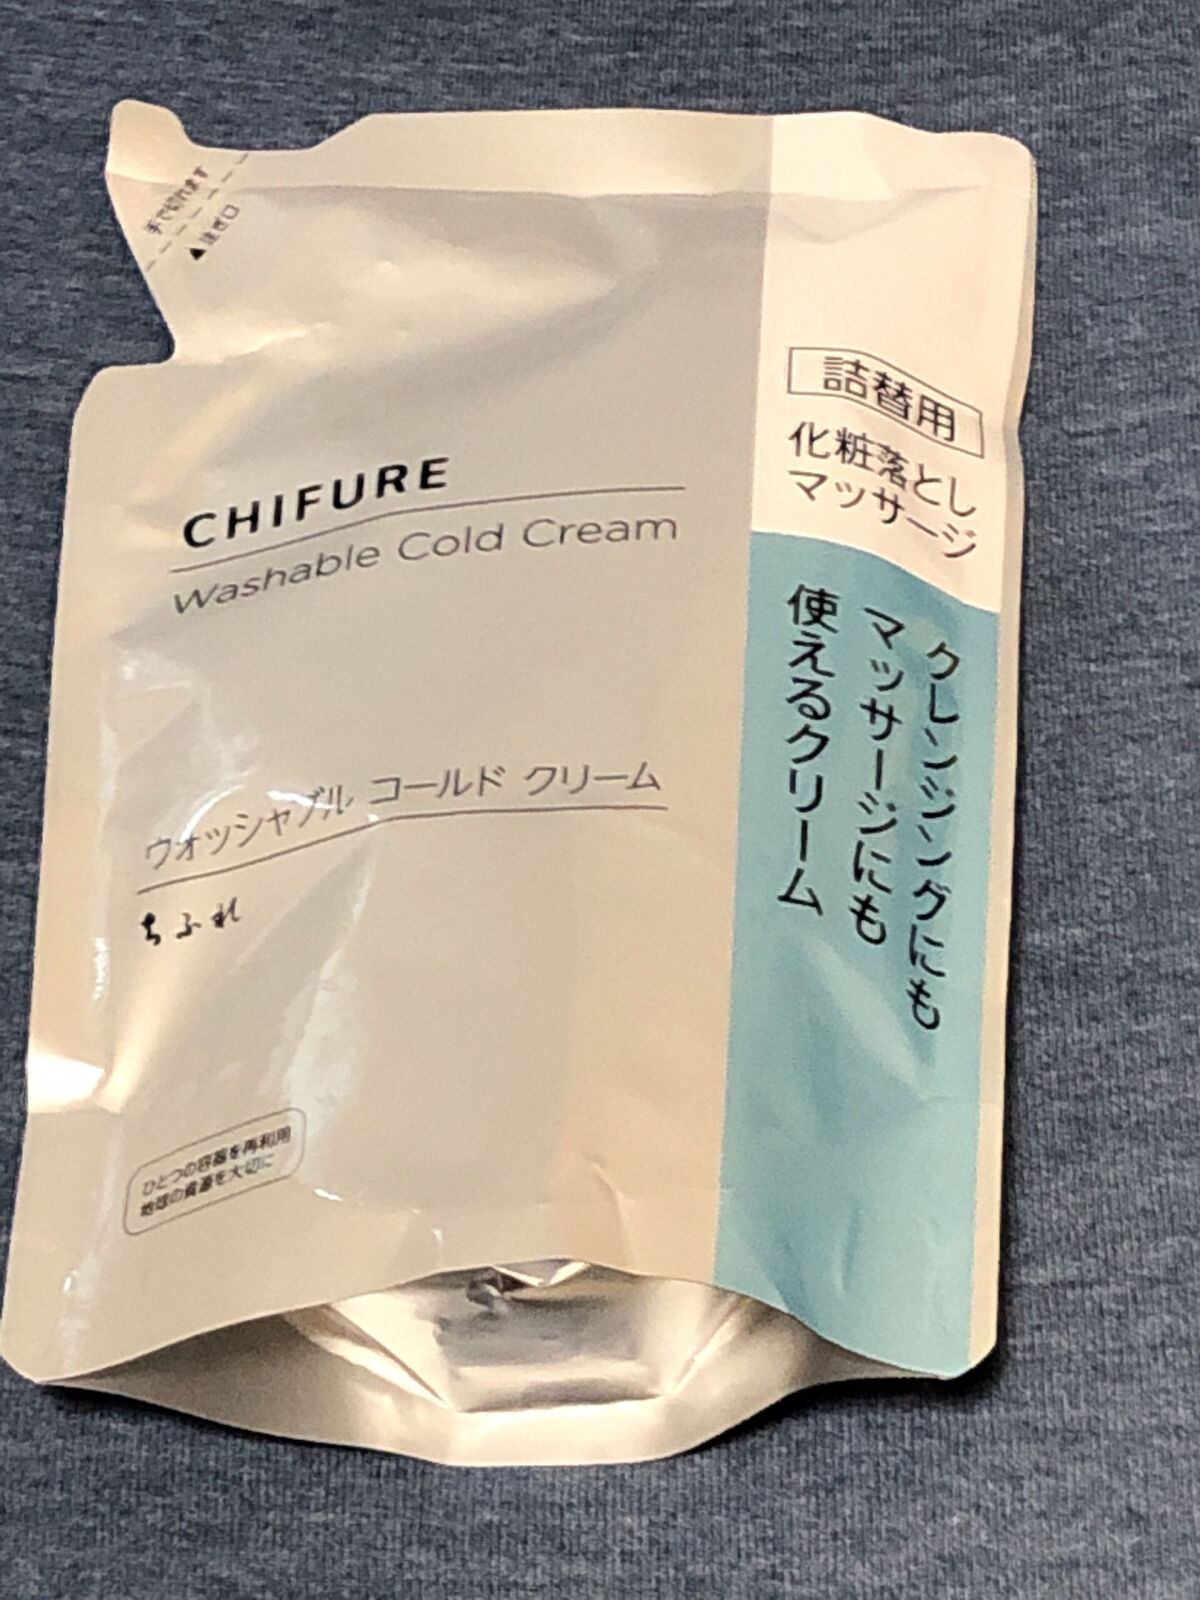 手で切れます
▲注ぎ口
詰替用
化粧落とし
マッサージ
CHIFURE
Washable Cold Cream
クレンジングにも
マッサージにも
使えるクリーム
ウォッシャブル コールド クリーム
ちふれ
ひとつの容器を再利用
地球の資源を大切に